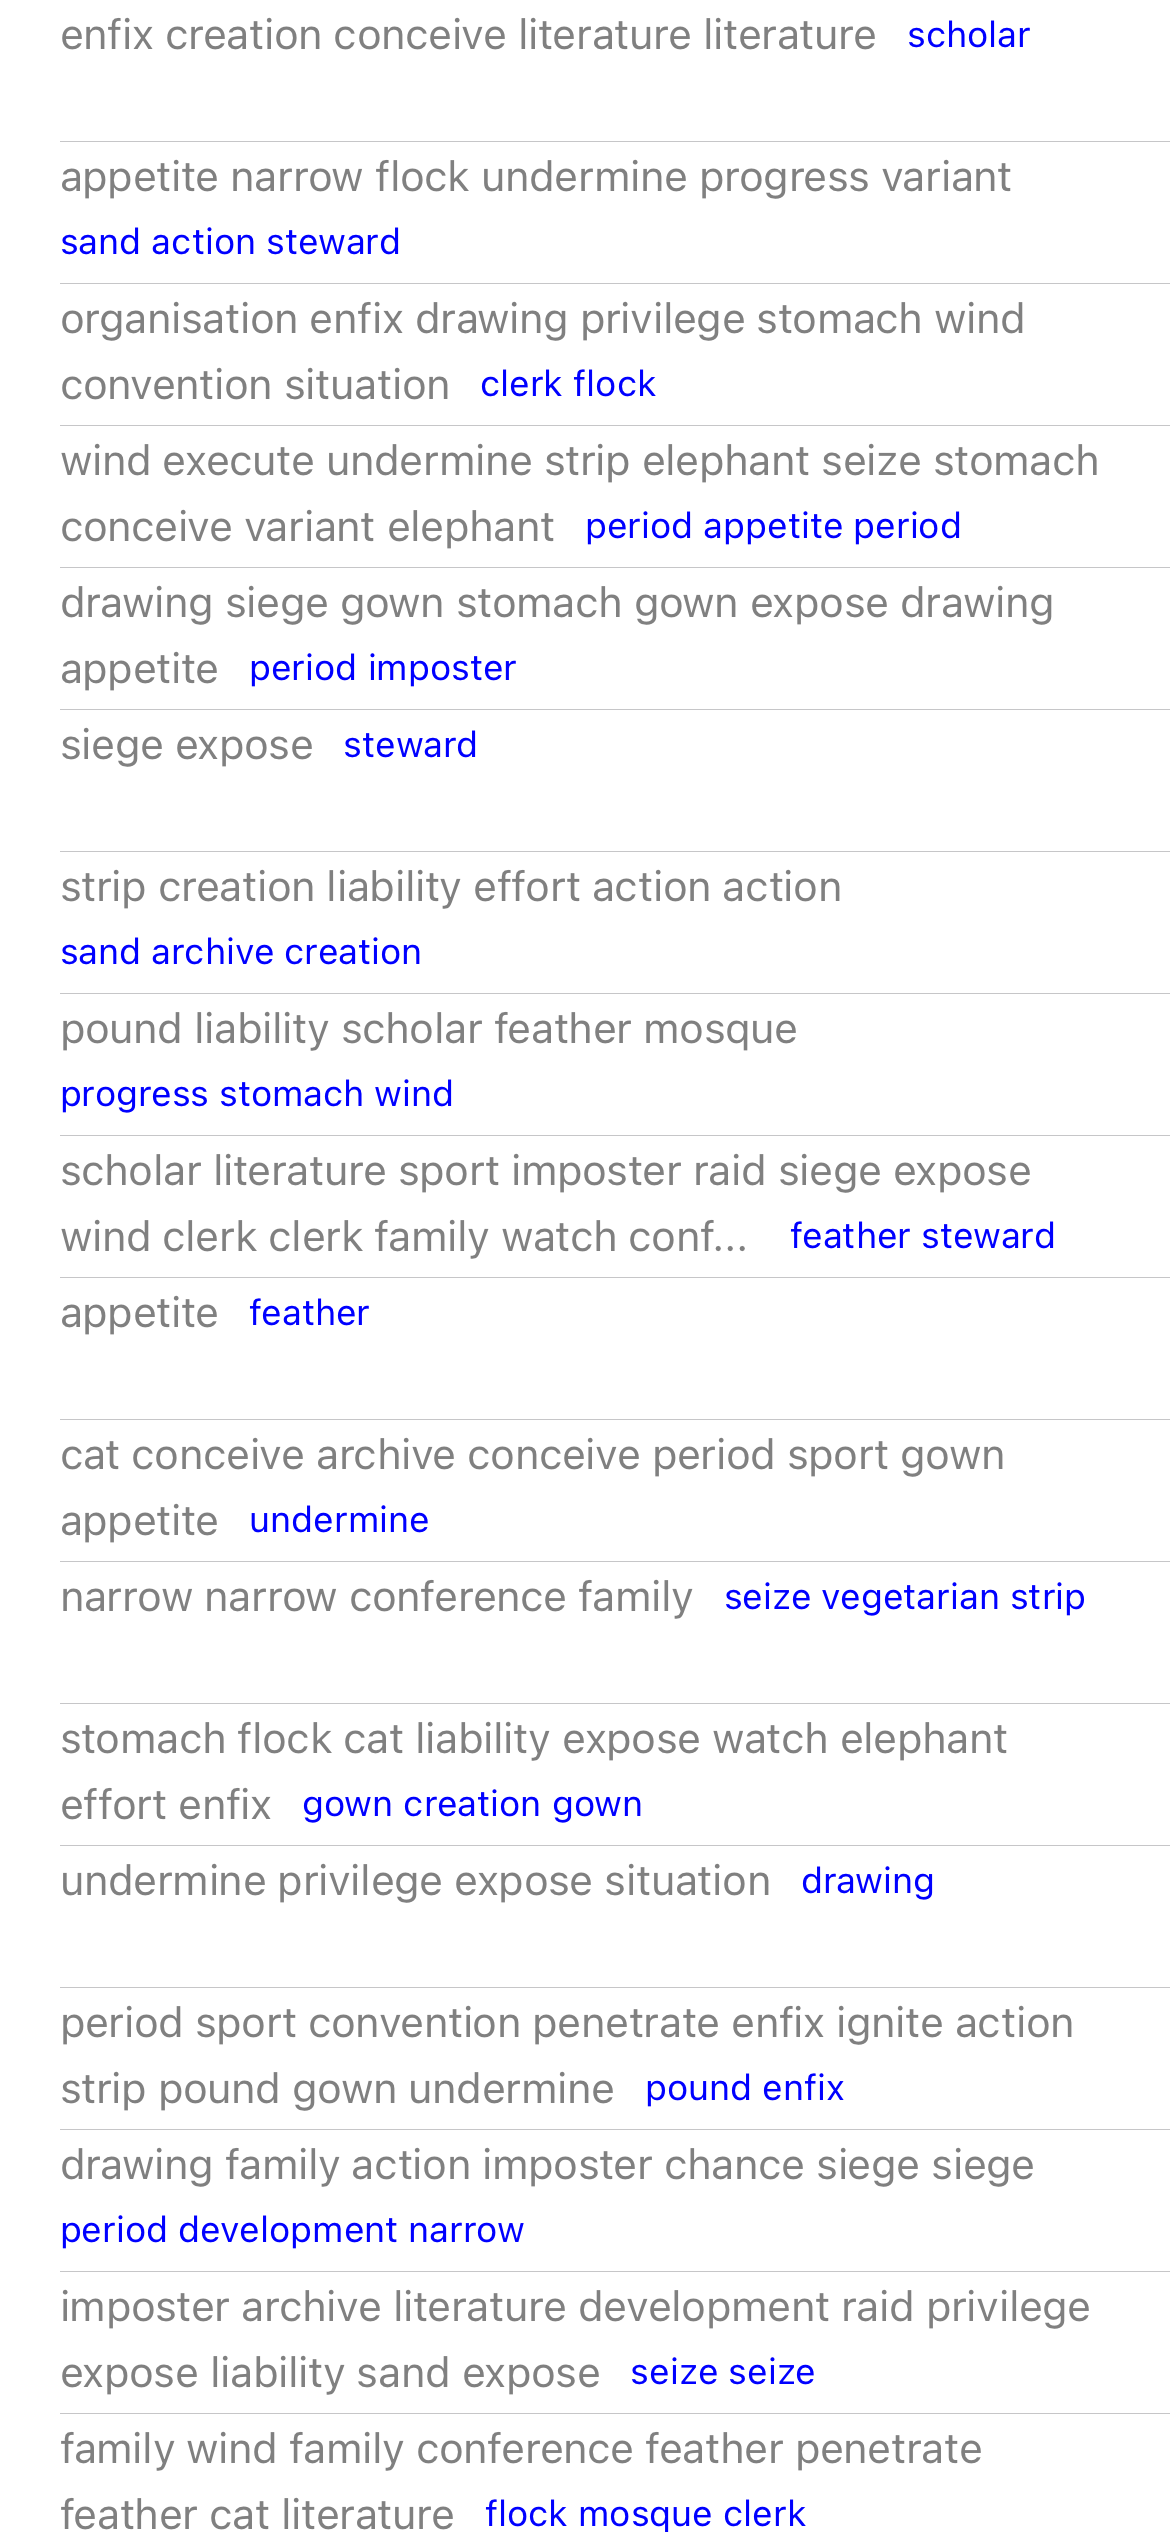 enfix creation conceive literature literature scholar
appetite narrow flock undermine progress variant
sand action steward
organisation enfix drawing privilege stomach wind
convention situation clerk flock
wind execute undermine strip elephant seize stomach
conceive variant elephant period appetite period
drawing siege gown stomach gown expose drawing
appetite period imposter
siege expose steward
strip creation liability effort action action
sand archive creation
pound liability scholar feather mosque
progress stomach wind
scholar literature sport imposter raid siege expose
wind clerk clerk family watch conf... feather steward
appetite feather
cat conceive archive conceive period sport gown
appetite undermine
narrow narrow conference family seize vegetarian strip
stomach flock cat liability expose watch elephant
effort enfix gown creation gown
undermine privilege expose situation drawing
period sport convention penetrate enfix ignite action
strip pound gown undermine pound enfix
drawing family action imposter chance siege siege
period development narrow
imposter archive literature development raid privilege
expose liability sand expose seize seize
family wind family conference feather penetrate
feather cat literature flock mosque clerk